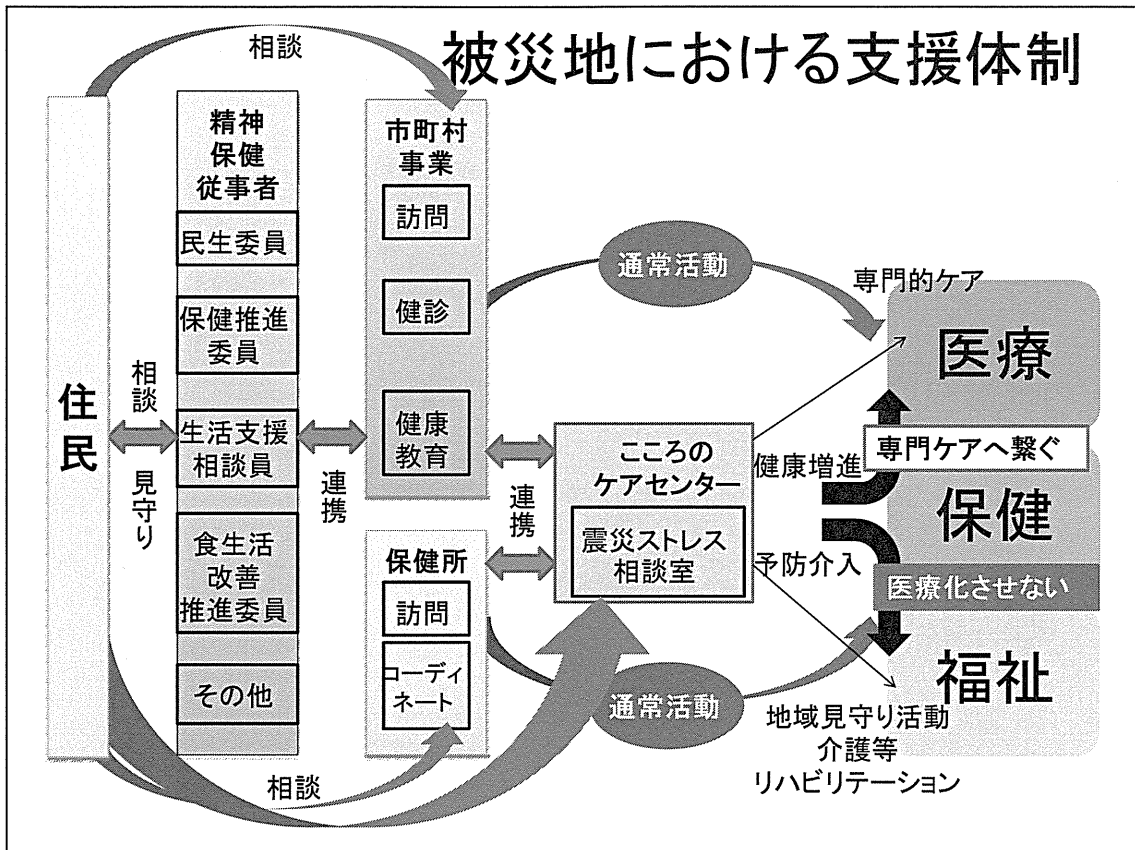 被災地における支援体制
相談
住民
相談
見守り
精神
保健
従事者
民生委員
保健推進
委員
生活支援
相談員
食生活
改善
推進委員
その他
連携
市町村
事業
訪問
健診
健康
教育
保健所
訪問
コーディ
ネート
相談
連携
こころの
ケアセンター
震災ストレス
相談室
通常活動
通常活動
専門的ケア
健康増進
予防介入
地域見守り活動
介護等
リハビリテーション
医療
専門ケアへ繋ぐ
保健
医療化させない
福祉